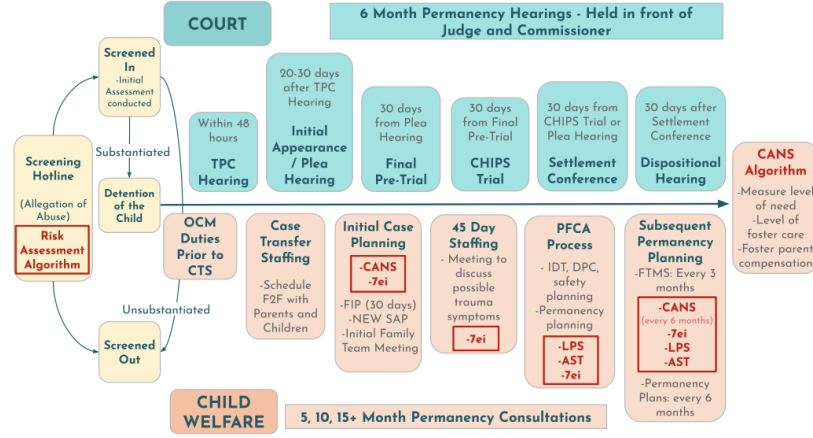 COURT
6 Month Permanency Hearings - Held in front of
Judge and Commissioner
Screened
In
-Initial
Assessment
conducted
Substantiated
Screening
Hotline
(Allegation of
Abuse)
Risk
Assessment
Algorithm
Detention
of the
Child
Unsubstantiated
Screened
Out
Within 48
hours
TPC
Hearing
20-30 days
after TPC
Hearing
Initial
Appearance
/ Plea
Hearing
30 days
from Plea
Hearing
Final
Pre-Trial
30 days
from Final
Pre-Trial
CHIPS
Trial
30 days from
CHIPS Trial or
Plea Hearing
Settlement
Conference
30 days after
Settlement
Conference
Dispositional
Hearing
CANS
Algorithm
-Measure level
of need
-Level of
foster care
-Foster parent
compensation
OCM
Duties
Prior to
CTS
Case
Transfer
Staffing
-Schedule
F2F with
Parents and
Children
Initial Case
Planning
-CANS
-7ei
-FIP (30 days)
-NEW SAP
-Initial Family
Team Meeting
45 Day
Staffing
- Meeting to
discuss
possible
trauma
symptoms
-7ei
PFCA
Process
- IDT, DPC,
safety
planning
-Permanency
planning
-LPS
-AST
-7ei
Subsequent
Permanency
Planning
-FTMS: Every 3
months
-CANS
(every 6 months)
-7ei
-LPS
-AST
-Permanency
Plans: every 6
months
CHILD
WELFARE
5, 10, 15+ Month Permanency Consultations